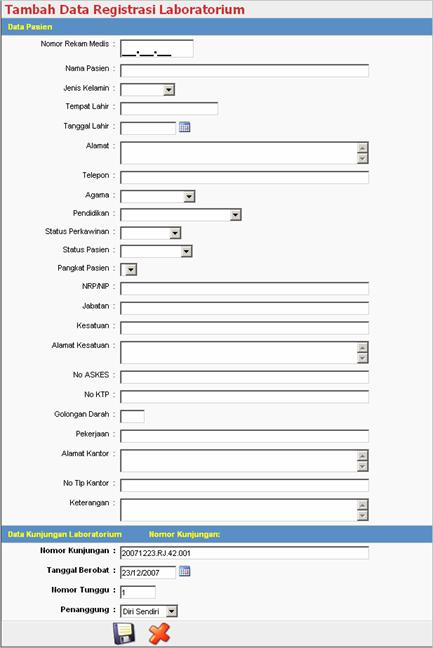 Tambah Data Registrasi Laboratorium
Data Pasien
Nomor Rekam Medis : __.__.__
Nama Pasien :
Jenis Kelamin :
Tempat Lahir :
Tanggal Lahir :
Alamat :
Telepon :
Agama :
Pendidikan :
Status Perkawinan :
Status Pasien :
Pangkat Pasien :
NRP/NIP :
Jabatan :
Kesatuan :
Alamat Kesatuan :
No ASKES :
No KTP :
Golongan Darah :
Pekerjaan :
Alamat Kantor :
No Tlp Kantor :
Keterangan :
Data Kunjungan Laboratorium Nomor Kunjungan:
Nomor Kunjungan : 20071223.RJ.42.001
Tanggal Berobat : 23/12/2007
Nomor Tunggu : 1
Penanggung : Diri Sendiri